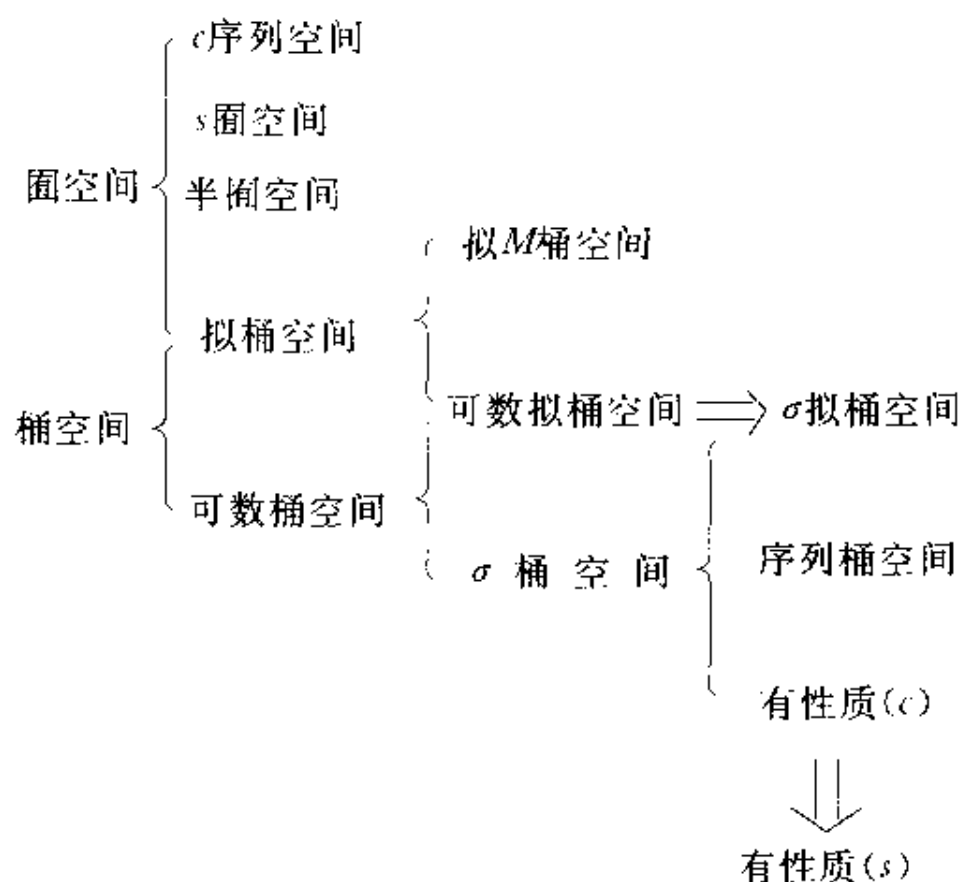 c序列空间
s囿空间
囿空间
半囿空间
拟M桶空间
拟桶空间
桶空间
可数拟桶空间 ⟹ σ拟桶空间
可数桶空间
σ 桶 空 间
序列桶空间
有性质(c)
有性质(s)